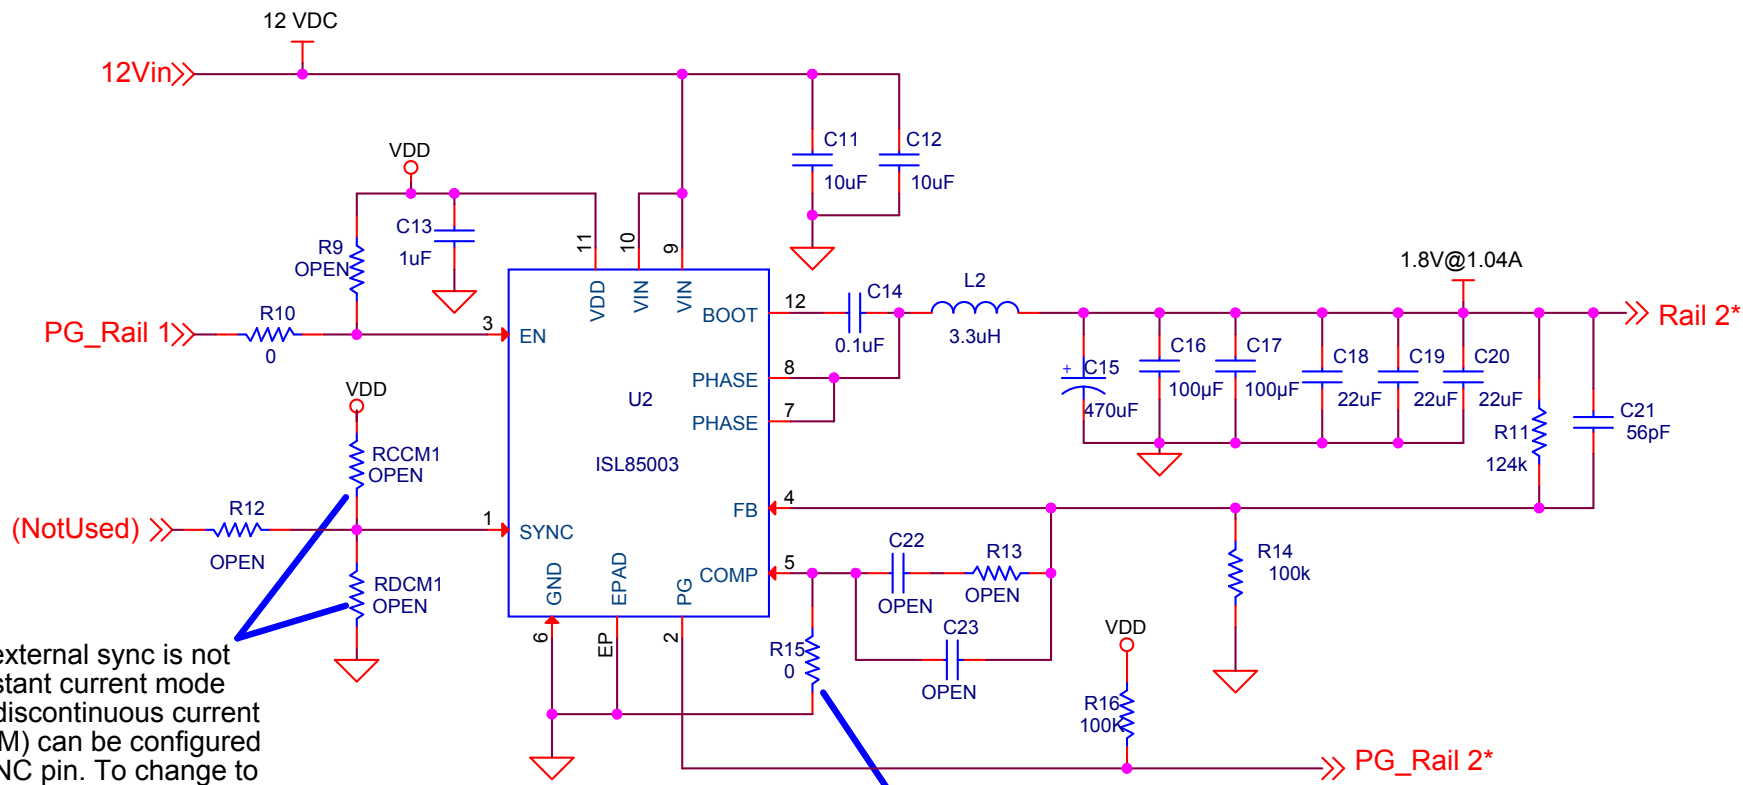 12 VDC
12Vin
VDD
C11
10uF
C12
10uF
C13
1uF
R9
OPEN
11
10
9
1.8V@1.04A
R10
0
PG_Rail 1
3
EN
VDD
VIN
VIN
BOOT
12
C14
0.1uF
L2
3.3uH
Rail 2*
PHASE
8
PHASE
7
U2
ISL85003
+
C15
470uF
C16
100µF
C17
100µF
C18
22uF
C19
22uF
C20
22uF
R11
124k
C21
56pF
VDD
RCCM1
OPEN
(NotUsed)
R12
OPEN
1
SYNC
FB
4
RDCM1
OPEN
GND
EPAD
PG
COMP
5
C22
OPEN
R13
OPEN
C23
OPEN
R14
100k
6
EP
2
R15
0
VDD
R16
100K
PG_Rail 2*
external sync is not
stant current mode
discontinuous current
M) can be configured
NC pin. To change to